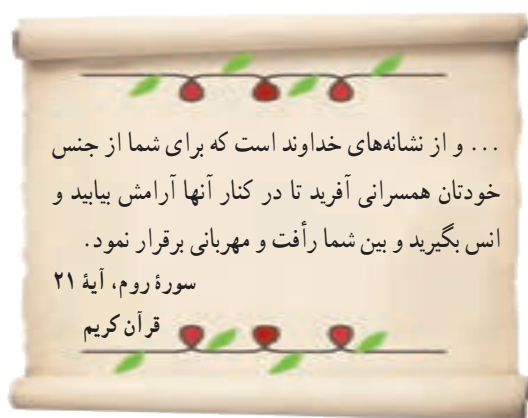 ... و از نشانه‌های خداوند است که برای شما از جنس
خودتان همسرانی آفرید تا در کنار آنها آرامش بیابید و
انس بگیرید و بین شما رأفت و مهربانی برقرار نمود.
سورهٔ روم، آیهٔ ۲۱
قرآن کریم